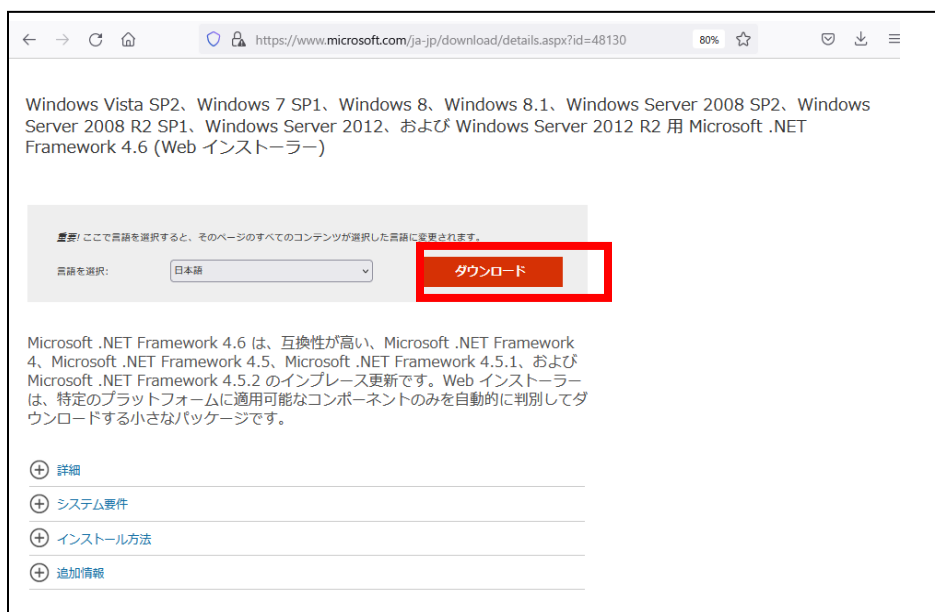 https://www.microsoft.com/ja-jp/download/details.aspx?id=48130
80%
Windows Vista SP2、Windows 7 SP1、Windows 8、Windows 8.1、Windows Server 2008 SP2、Windows
Server 2008 R2 SP1、Windows Server 2012、および Windows Server 2012 R2 用 Microsoft .NET
Framework 4.6 (Web インストーラー)
重要! ここで言語を選択すると、そのページのすべてのコンテンツが選択した言語に変更されます。
言語を選択:
日本語
ダウンロード
Microsoft .NET Framework 4.6 は、互換性が高い、Microsoft .NET Framework
4、Microsoft .NET Framework 4.5、Microsoft .NET Framework 4.5.1、および
Microsoft .NET Framework 4.5.2 のインプレース更新です。Web インストーラー
は、特定のプラットフォームに適用可能なコンポーネントのみを自動的に判別してダ
ウンロードする小さなパッケージです。
詳細
システム要件
インストール方法
追加情報